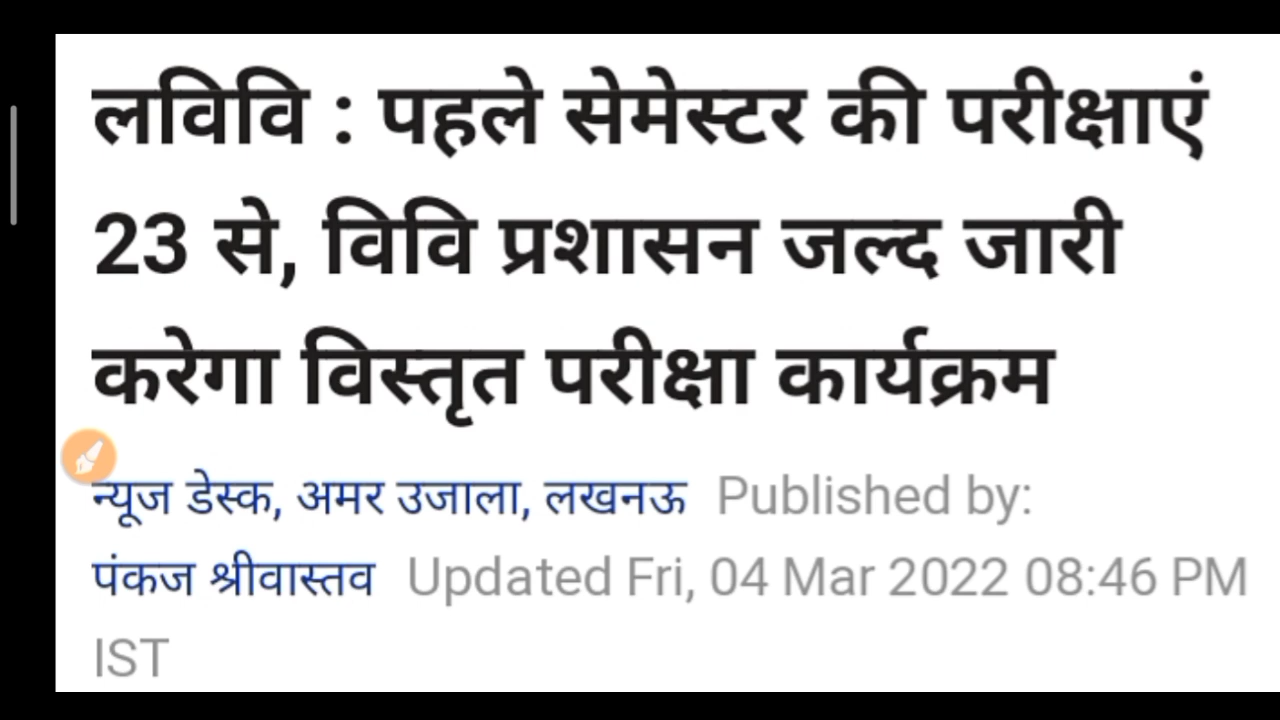 लविवि : पहले सेमेस्टर की परीक्षाएं
23 से, विवि प्रशासन जल्द जारी
करेगा विस्तृत परीक्षा कार्यक्रम
न्यूज डेस्क, अमर उजाला, लखनऊ Published by:
पंकज श्रीवास्तव Updated Fri, 04 Mar 2022 08:46 PM
IST